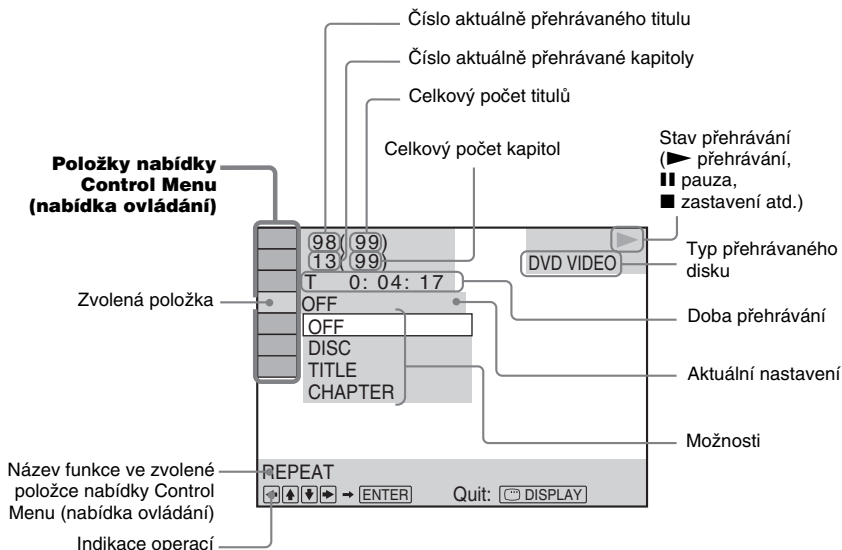 Číslo aktuálně přehrávaného titulu
Číslo aktuálně přehrávané kapitoly
Celkový počet titulů
Celkový počet kapitol
Stav přehrávání
(► přehrávání,
❚❚ pauza,
■ zastavení atd.)
Položky nabídky
Control Menu
(nabídka ovládání)
98( 99)
13( 99)
T 0: 04: 17
OFF
OFF
DISC
TITLE
CHAPTER
►
DVD VIDEO
Typ přehrávaného
disku
Zvolená položka
Doba přehrávání
Aktuální nastavení
Možnosti
REPEAT
← ↑ ↓ → → ENTER Quit: DISPLAY
Název funkce ve zvolené
položce nabídky Control
Menu (nabídka ovládání)
Indikace operací